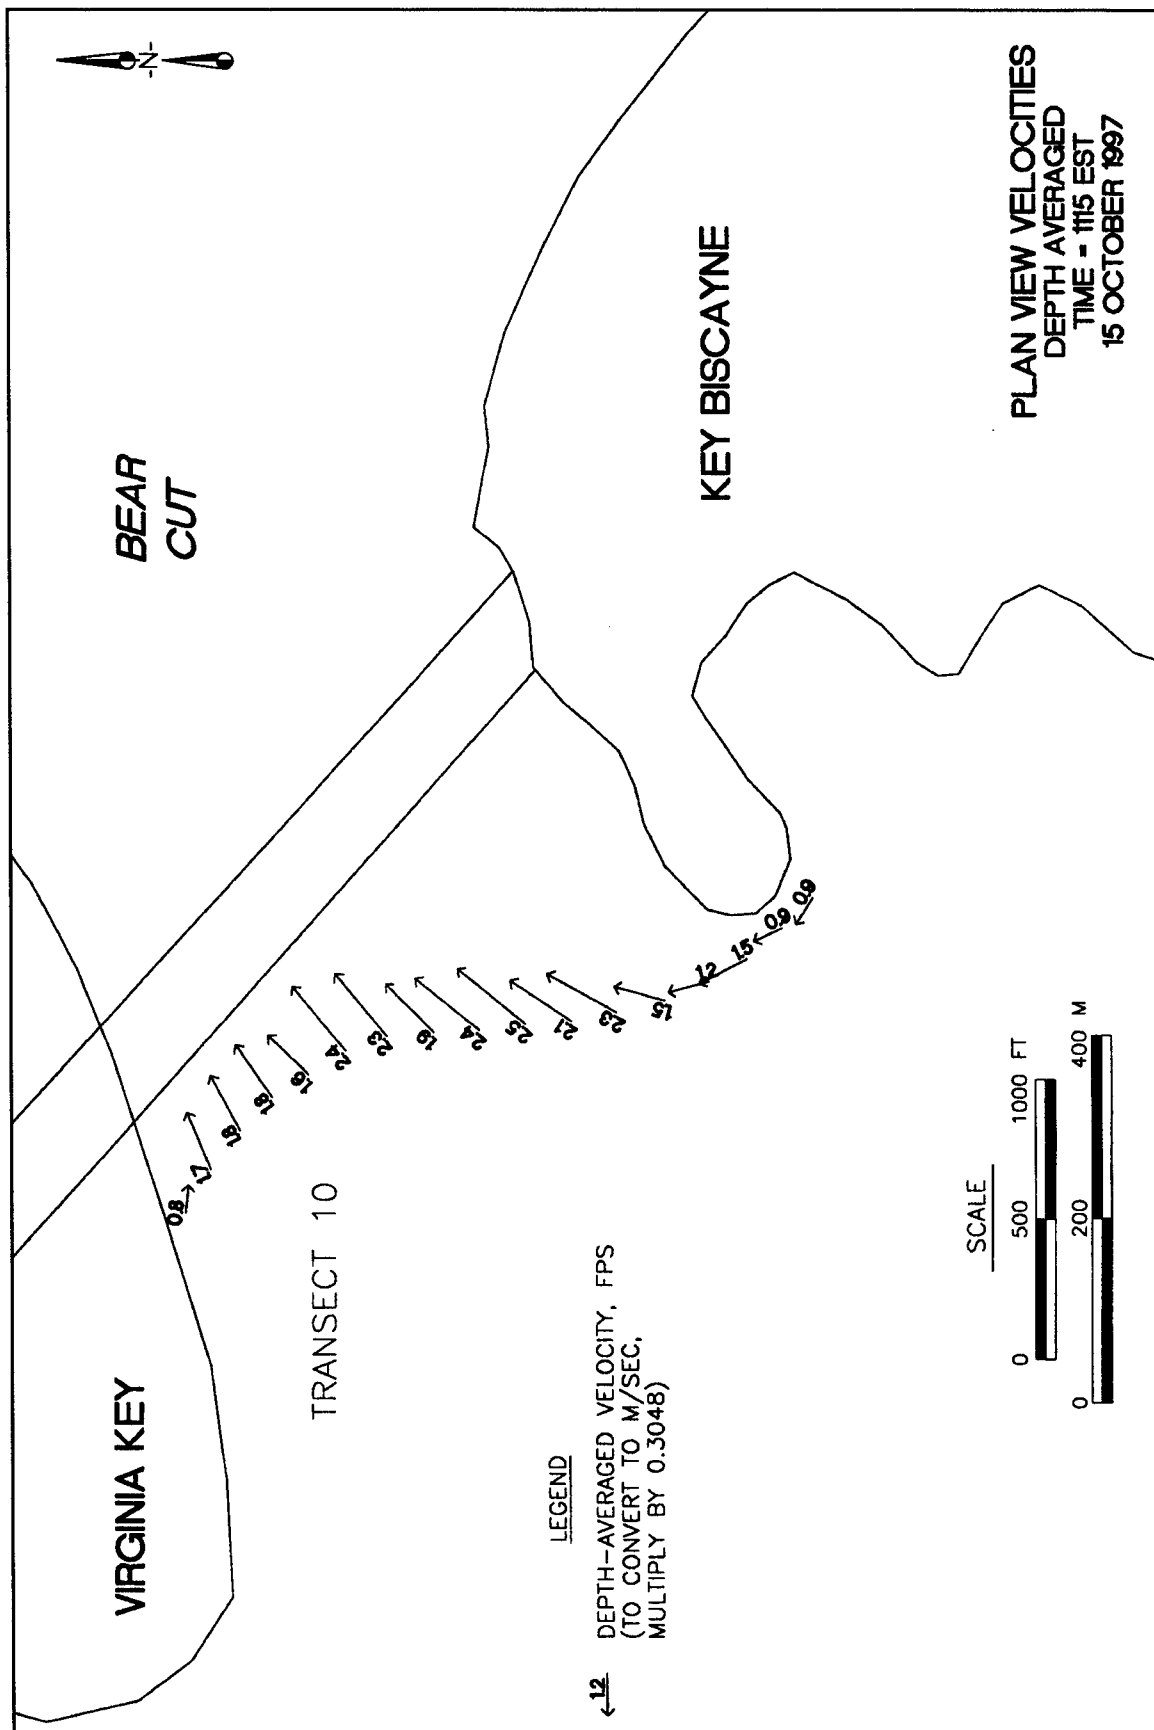 -N-
BEAR
CUT
VIRGINIA KEY
KEY BISCAYNE
TRANSECT 10
0.8
1.7
1.8
1.8
1.6
2.4
2.3
1.9
2.4
2.5
2.1
2.3
1.5
1.2
1.5
0.9
0.9
LEGEND
1.2
DEPTH-AVERAGED VELOCITY, FPS
(TO CONVERT TO M/SEC,
MULTIPLY BY 0.3048)
SCALE
0 500 1000 FT
0 200 400 M
PLAN VIEW VELOCITIES
DEPTH AVERAGED
TIME = 1115 EST
15 OCTOBER 1997